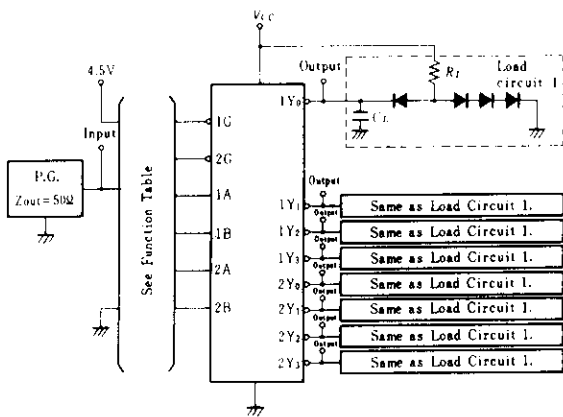 VCC
4.5V
Output
RL
Load
circuit 1.
Input
1G
1Y0
CL
P.G.
Zout = 50Ω
2G
1A
1B
2A
2B
See Function Table
Output
1Y1
Same as Load Circuit 1.
Output
1Y2
Same as Load Circuit 1.
Output
1Y3
Same as Load Circuit 1.
Output
2Y0
Same as Load Circuit 1.
Output
2Y1
Same as Load Circuit 1.
Output
2Y2
Same as Load Circuit 1.
Output
2Y3
Same as Load Circuit 1.